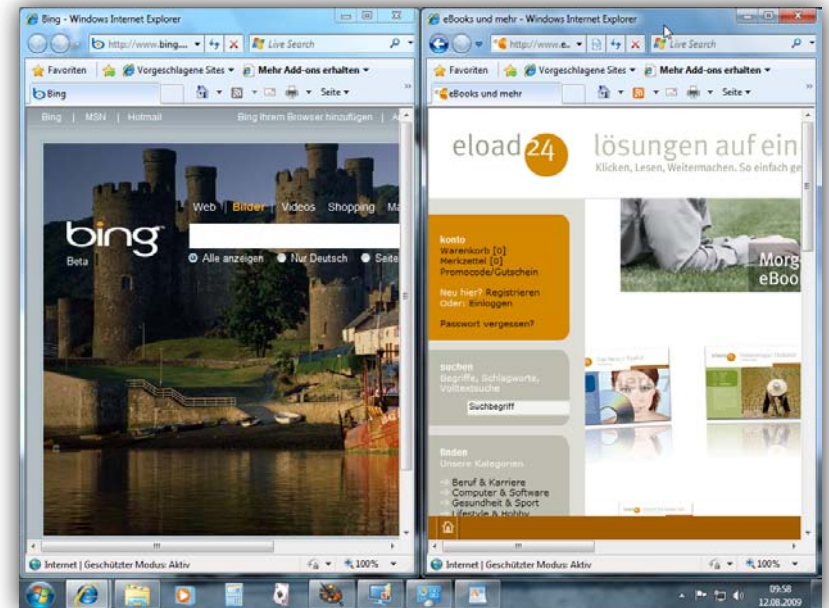 Bing - Windows Internet Explorer
http://www.bing....
Live Search
Favoriten
Vorgeschlagene Sites
Mehr Add-ons erhalten
Bing
Seite
Bing | MSN | Hotmail
Bing Ihrem Browser hinzufügen
Web | Bilder | Videos Shopping
bing
Beta
Alle anzeigen
Nur Deutsch
Internet | Geschützter Modus: Aktiv
100%
eBooks und mehr - Windows Internet Explorer
http://www.e..
Live Search
Favoriten
Vorgeschlagene Sites
Mehr Add-ons erhalten
eBooks und mehr
Seite
eload24
lösungen auf ein
Klicken, Lesen, Weitermachen. So einfach ge
konto
Warenkorb [0]
Merkzettel [0]
Promocode/Gutschein
Neu hier? Registrieren
Oder: Einloggen
Passwort vergessen?
Morg
eBoo
suchen
Begriffe, Schlagworte,
Volltextsuche
Suchbegriff
finden
Unsere Kategorien
Beruf & Karriere
Computer & Software
Gesundheit & Sport
Lifestyle & Hobby
Internet | Geschützter Modus: Aktiv
100%
09:58
12.08.2009